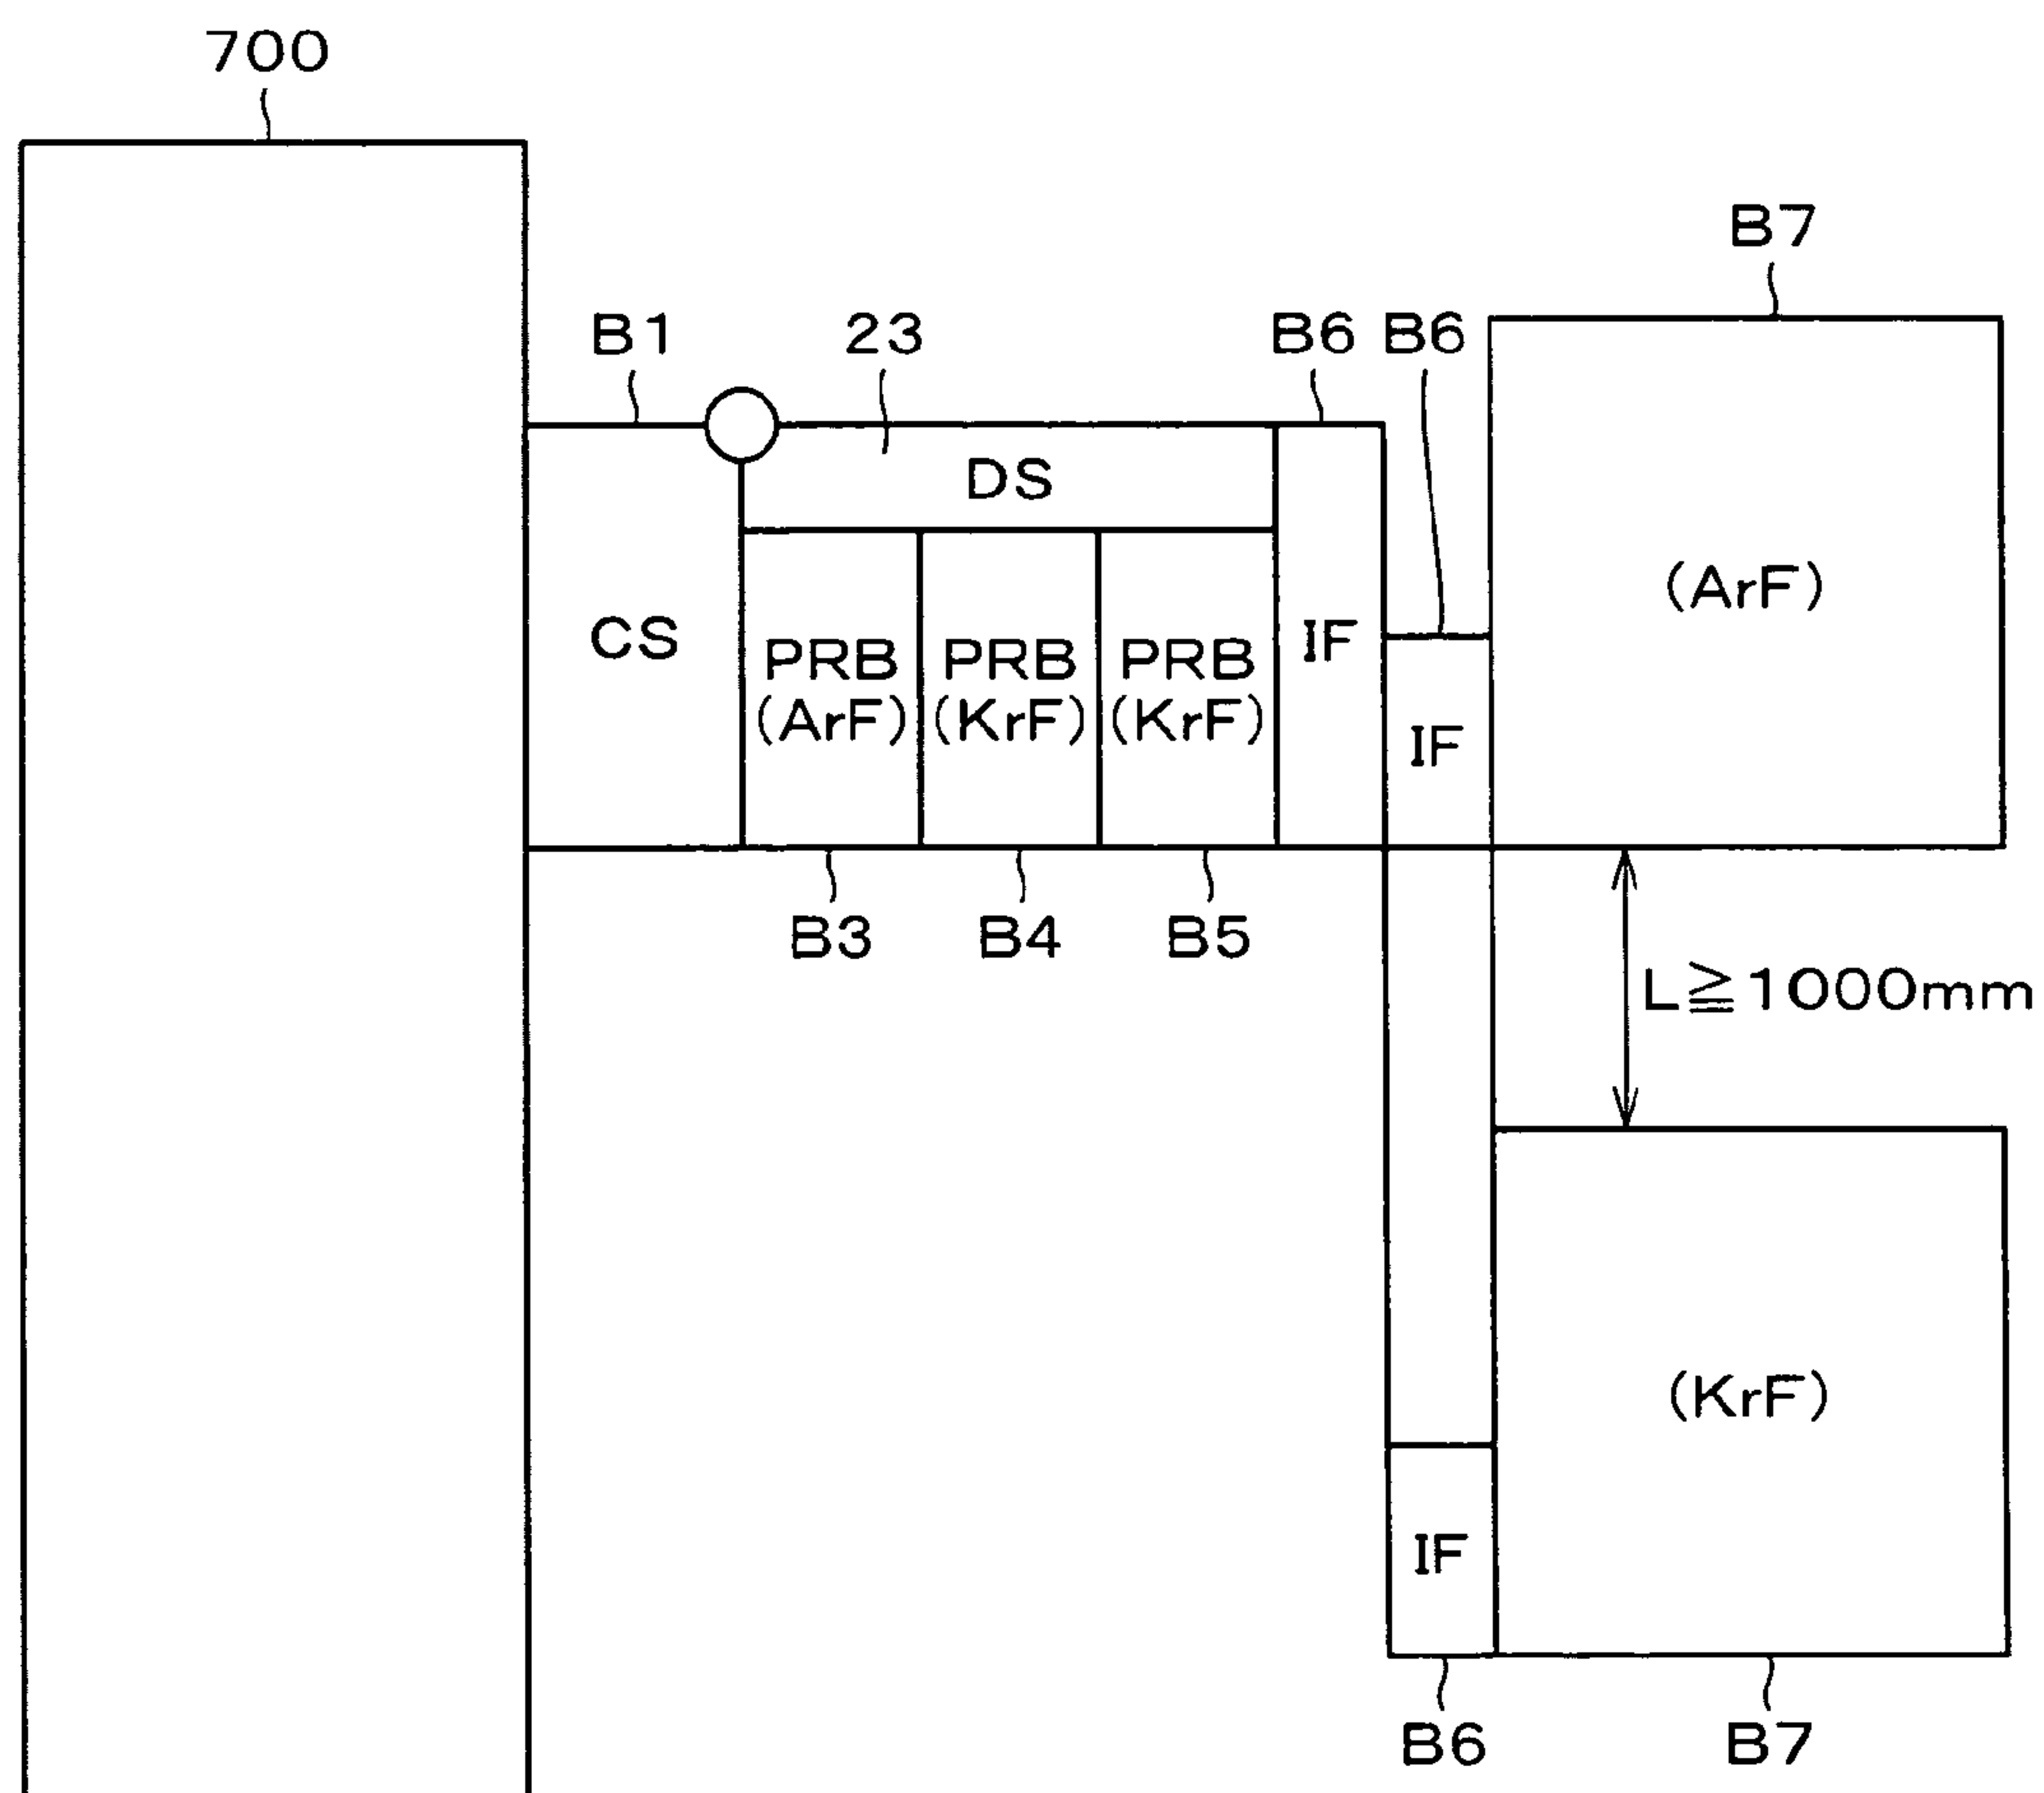 700
B7
B1
23
B6
B6
DS
(ArF)
CS
PRB
(ArF)
PRB
(KrF)
PRB
(KrF)
IF
IF
B3
B4
B5
L≧1000mm
(KrF)
IF
B6
B7